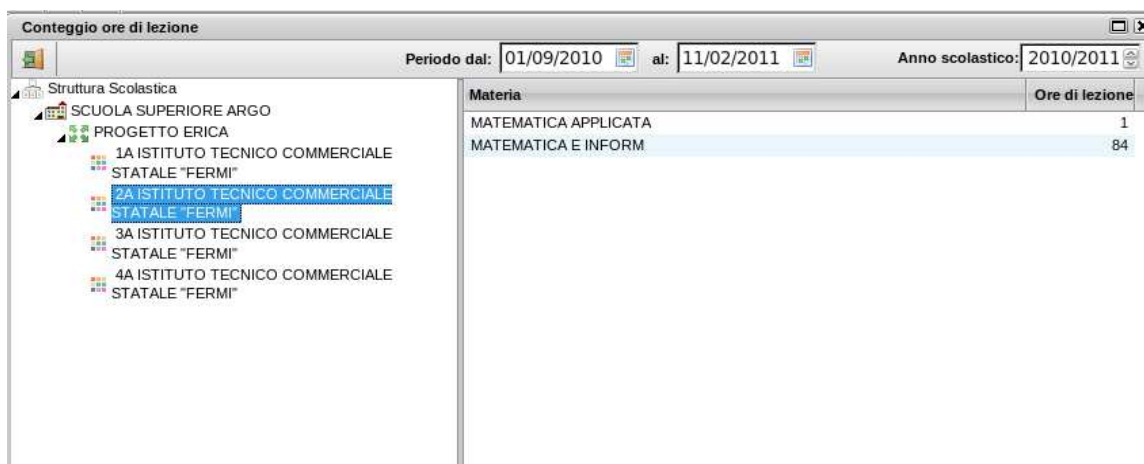 Conteggio ore di lezione
Periodo dal: 01/09/2010 al: 11/02/2011 Anno scolastico: 2010/2011
Struttura Scolastica
SCUOLA SUPERIORE ARGO
PROGETTO ERICA
1A ISTITUTO TECNICO COMMERCIALE
STATALE "FERMI"
2A ISTITUTO TECNICO COMMERCIALE
STATALE "FERMI"
3A ISTITUTO TECNICO COMMERCIALE
STATALE "FERMI"
4A ISTITUTO TECNICO COMMERCIALE
STATALE "FERMI"
Materia Ore di lezione
MATEMATICA APPLICATA 1
MATEMATICA E INFORM 84